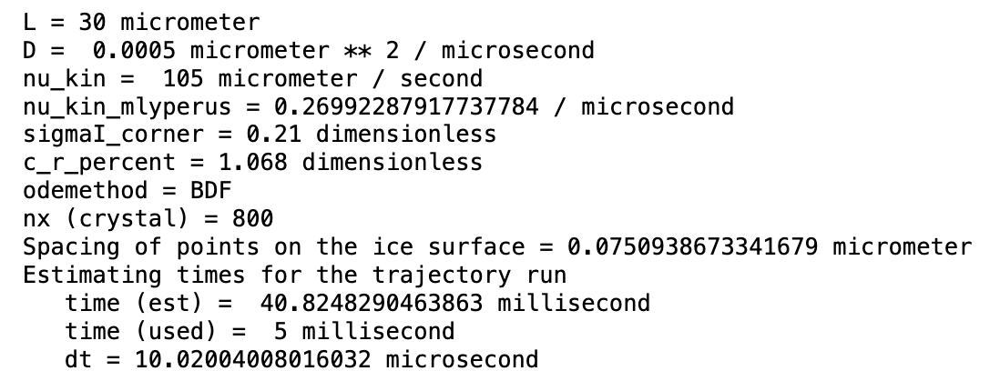 L = 30 micrometer
D =  0.0005 micrometer ** 2 / microsecond
nu_kin =  105 micrometer / second
nu_kin_mlyperus = 0.26992287917737784 / microsecond
sigmaI_corner = 0.21 dimensionless
c_r_percent = 1.068 dimensionless
odemethod = BDF
nx (crystal) = 800
Spacing of points on the ice surface = 0.0750938673341679 micrometer
Estimating times for the trajectory run
   time (est) =  40.8248290463863 millisecond
   time (used) =  5 millisecond
   dt = 10.02004008016032 microsecond